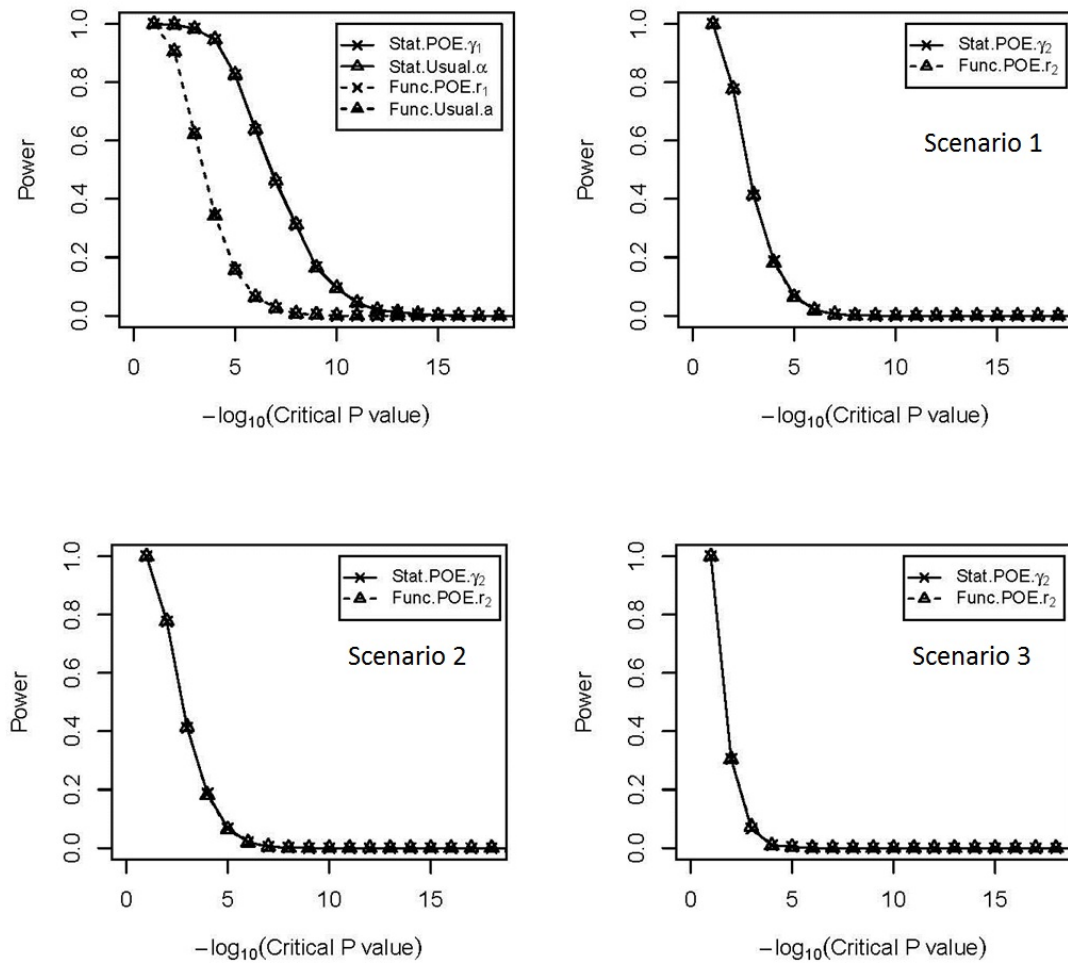 Power
0.0 0.2 0.4 0.6 0.8 1.0
Stat.POE.γ₁
Stat.Usual.α
Func.POE.r₁
Func.Usual.a
0 5 10 15
−log₁₀(Critical P value)
Power
0.0 0.2 0.4 0.6 0.8 1.0
Stat.POE.γ₂
Func.POE.r₂
Scenario 1
0 5 10 15
−log₁₀(Critical P value)
Power
0.0 0.2 0.4 0.6 0.8 1.0
Stat.POE.γ₂
Func.POE.r₂
Scenario 2
0 5 10 15
−log₁₀(Critical P value)
Power
0.0 0.2 0.4 0.6 0.8 1.0
Stat.POE.γ₂
Func.POE.r₂
Scenario 3
0 5 10 15
−log₁₀(Critical P value)